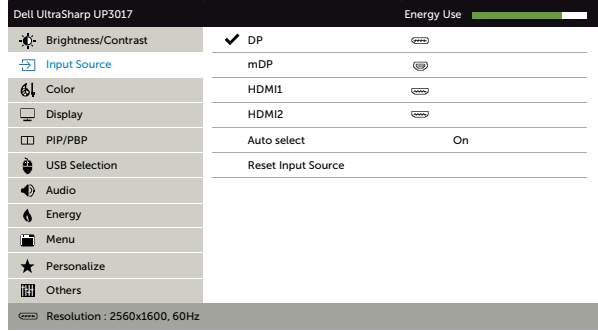 Dell UltraSharp UP3017 Energy Use
Brightness/Contrast DP
Input Source mDP
Color HDMI1
Display HDMI2
PIP/PBP Auto select On
USB Selection Reset Input Source
Audio
Energy
Menu
Personalize
Others
Resolution : 2560x1600, 60Hz